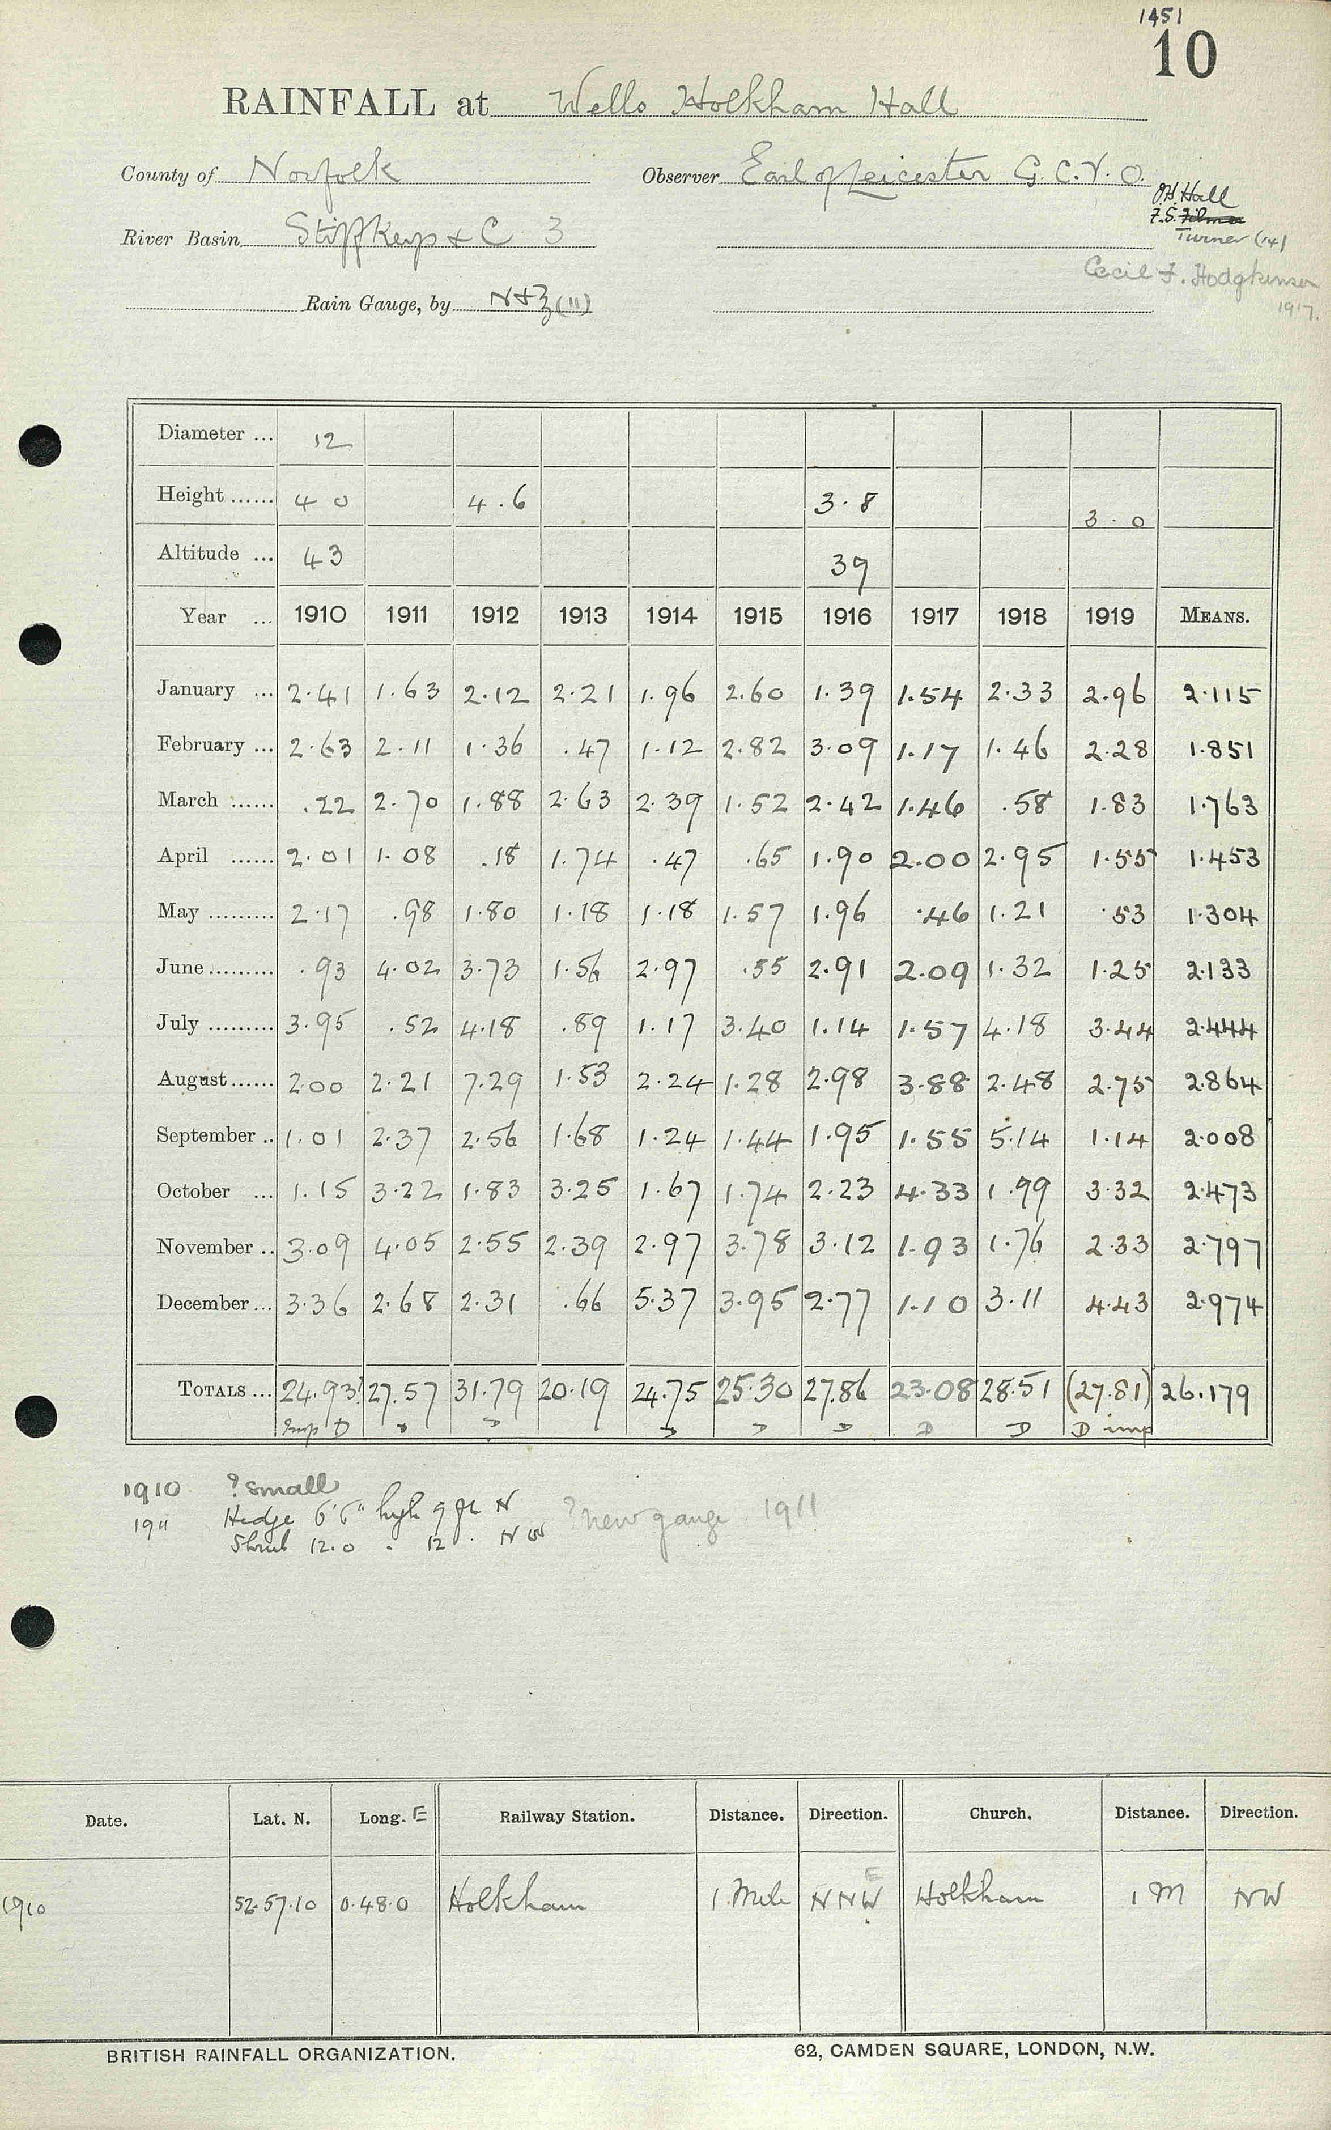 1451
10
RAINFALL at Wells Holkham Hall
County of Norfolk Observer Earl of Leicester G.C.V.O.
O.H. Hall
F.S.
River Basin Stiffkey & C 3
Turner (14)
Cecil F. Hodgkinson
1917.
Rain Gauge, by N+Z (11)
Diameter ... 12
Height ...... 4 0 4.6 3.8 3.0
Altitude ... 43 39
Year ... 1910 1911 1912 1913 1914 1915 1916 1917 1918 1919 MEANS.
January ... 2.41 1.63 2.12 2.21 1.96 2.60 1.39 1.54 2.33 2.96 2.115
February ... 2.63 2.11 1.36 .47 1.12 2.82 3.09 1.17 1.46 2.28 1.851
March ...... .22 2.70 1.88 2.63 2.39 1.52 2.42 1.46 .58 1.83 1.763
April ...... 2.01 1.08 .18 1.74 .47 .65 1.90 2.00 2.95 1.55 1.453
May ......... 2.17 .98 1.80 1.18 1.18 1.57 1.96 .46 1.21 .53 1.304
June ......... .93 4.02 3.73 1.56 2.97 .55 2.91 2.09 1.32 1.25 2.133
July ......... 3.95 .52 4.18 .89 1.17 3.40 1.14 1.57 4.18 3.44 2.444
August ...... 2.00 2.21 7.29 1.53 2.24 1.28 2.98 3.88 2.48 2.75 2.864
September .. 1.01 2.37 2.56 1.68 1.24 1.44 1.95 1.55 5.14 1.14 2.008
October ... 1.15 3.22 1.83 3.25 1.67 1.74 2.23 4.33 1.99 3.32 2.473
November .. 3.09 4.05 2.55 2.39 2.97 3.78 3.12 1.93 1.76 2.33 2.797
December ... 3.36 2.68 2.31 .66 5.37 3.95 2.77 1.10 3.11 4.43 2.974
TOTALS ... 24.93? 27.57 31.79 20.19 24.75 25.30 27.86 23.08 28.51 (27.81) 26.179
Imp D D D D D D D D D imp
1910 ? small
1911 Hedge 6'6" high 9 ft N ? new gauge 1911
Shrub 12.0 " 12 " NW
Date. Lat. N. Long. E Railway Station. Distance. Direction. Church. Distance. Direction.
E
1910 52.57.10 0.48.0 Holkham 1 Mile NNW Holkham 1 M NW
BRITISH RAINFALL ORGANIZATION. 62, CAMDEN SQUARE, LONDON, N.W.